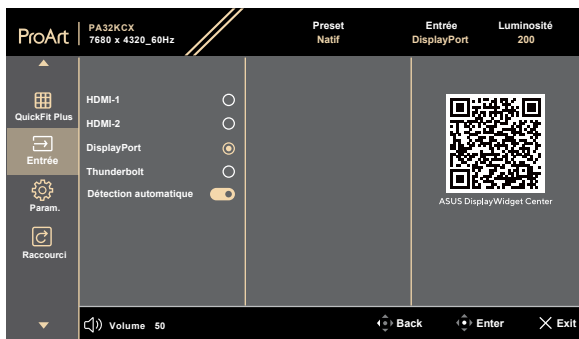 ProArt
PA32KCX
7680 x 4320_60Hz
Preset
Natif
Entrée
DisplayPort
Luminosité
200
QuickFit Plus
Entrée
Param.
Raccourci
HDMI-1
HDMI-2
DisplayPort
Thunderbolt
Détection automatique
ASUS DisplayWidget Center
Volume 50
Back
Enter
Exit